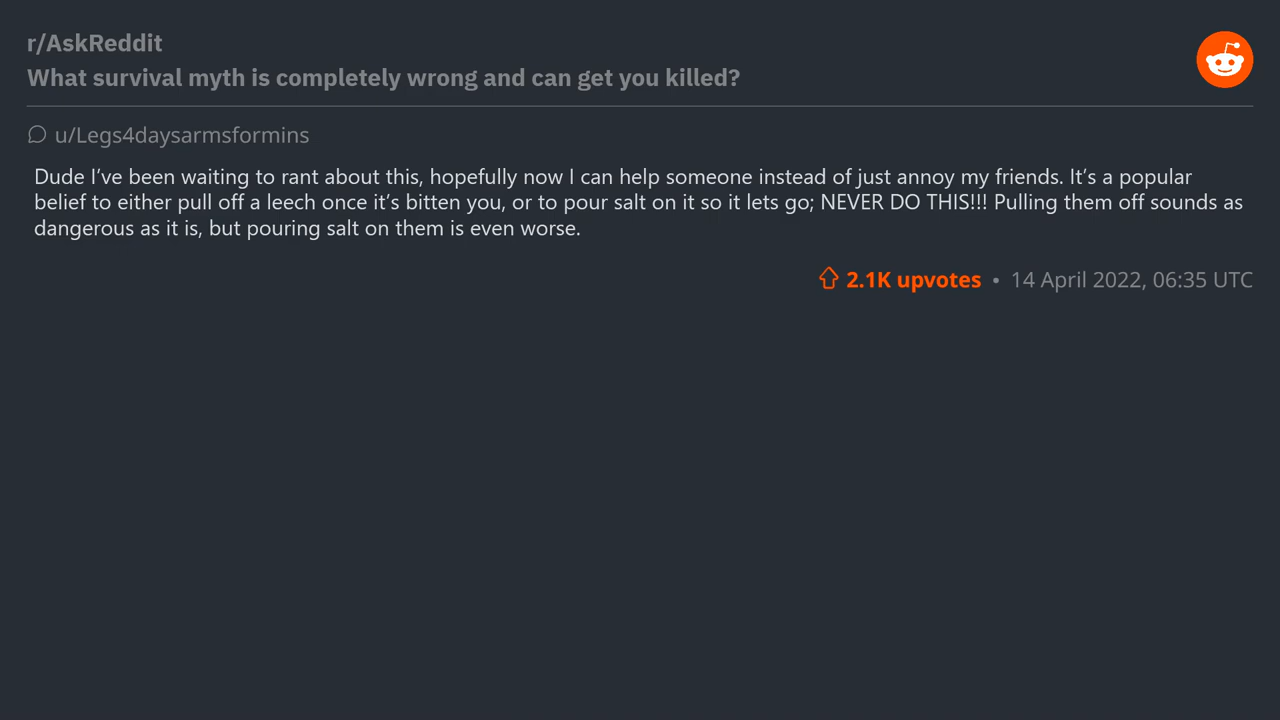 r/AskReddit
What survival myth is completely wrong and can get you killed?
u/Legs4daysarmsformins
Dude I’ve been waiting to rant about this, hopefully now I can help someone instead of just annoy my friends. It’s a popular
belief to either pull off a leech once it’s bitten you, or to pour salt on it so it lets go; NEVER DO THIS!!! Pulling them off sounds as
dangerous as it is, but pouring salt on them is even worse.
2.1K upvotes • 14 April 2022, 06:35 UTC